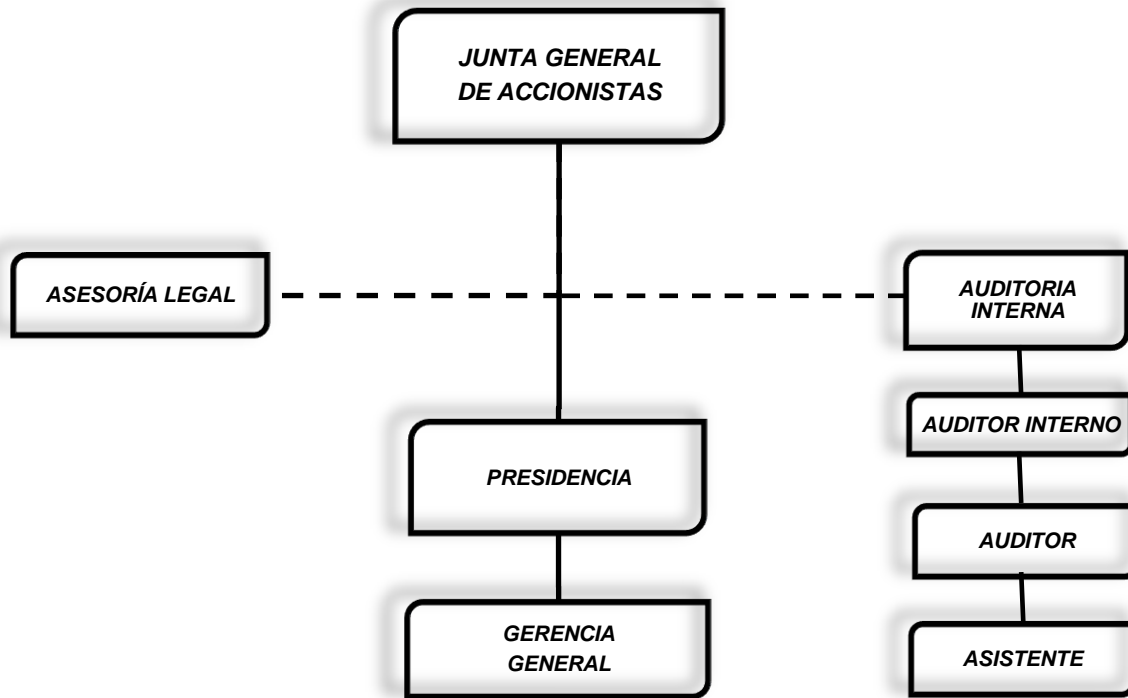 JUNTA GENERAL
DE ACCIONISTAS
ASESORÍA LEGAL
AUDITORIA
INTERNA
AUDITOR INTERNO
PRESIDENCIA
AUDITOR
GERENCIA
GENERAL
ASISTENTE